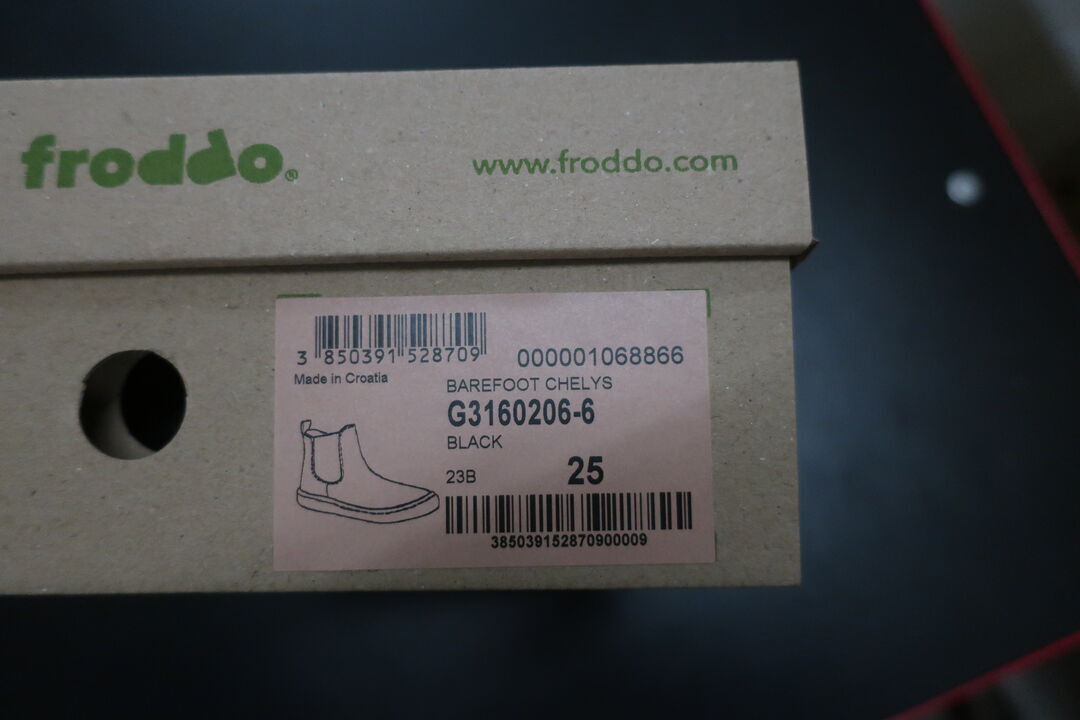 froddo®
www.froddo.com
3 850391 528709
000001068866
Made in Croatia
BAREFOOT CHELYS
G3160206-6
BLACK
23B
25
385039152870900009